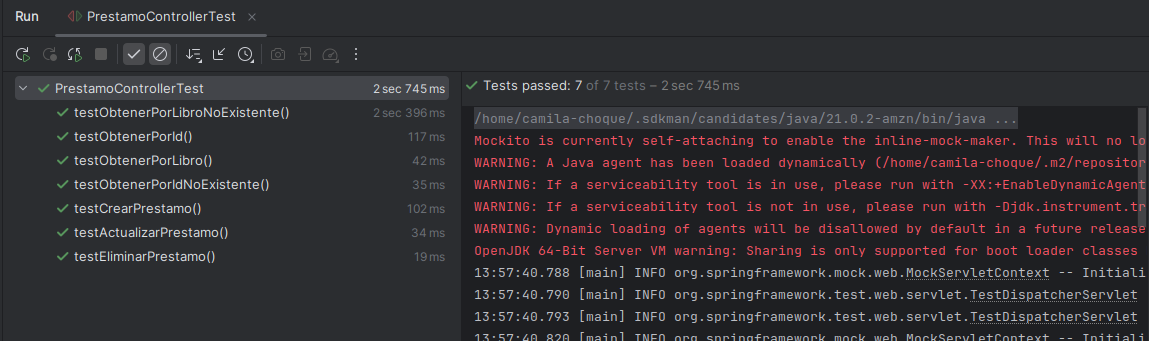 Run PrestamoControllerTest ×
PrestamoControllerTest 2 sec 745 ms
testObtenerPorLibroNoExistente() 2 sec 396 ms
testObtenerPorId() 117 ms
testObtenerPorLibro() 42 ms
testObtenerPorIdNoExistente() 35 ms
testCrearPrestamo() 102 ms
testActualizarPrestamo() 34 ms
testEliminarPrestamo() 19 ms
Tests passed: 7 of 7 tests – 2 sec 745 ms
/home/camila-choque/.sdkman/candidates/java/21.0.2-amzn/bin/java ...
Mockito is currently self-attaching to enable the inline-mock-maker. This will no lo
WARNING: A Java agent has been loaded dynamically (/home/camila-choque/.m2/repositor
WARNING: If a serviceability tool is in use, please run with -XX:+EnableDynamicAgent
WARNING: If a serviceability tool is not in use, please run with -Djdk.instrument.tr
WARNING: Dynamic loading of agents will be disallowed by default in a future release
OpenJDK 64-Bit Server VM warning: Sharing is only supported for boot loader classes
13:57:40.788 [main] INFO org.springframework.mock.web.MockServletContext -- Initiali
13:57:40.790 [main] INFO org.springframework.test.web.servlet.TestDispatcherServlet
13:57:40.793 [main] INFO org.springframework.test.web.servlet.TestDispatcherServlet
13:57:40.820 [main] INFO org.springframework.mock.web.MockServletContext -- Initiali